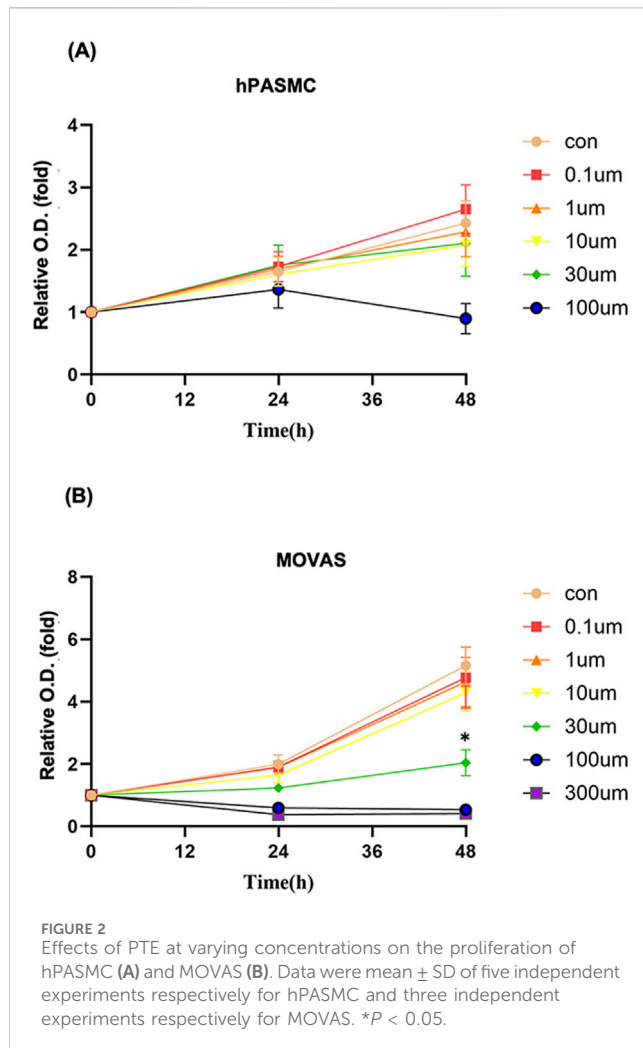 (A)
hPASMC
Relative O.D. (fold)
4
3
2
1
0
0 12 24 36 48
Time(h)
con
0.1um
1um
10um
30um
100um
(B)
MOVAS
Relative O.D. (fold)
8
6
4
2
0
*
0 12 24 36 48
Time(h)
con
0.1um
1um
10um
30um
100um
300um
FIGURE 2
Effects of PTE at varying concentrations on the proliferation of
hPASMC (A) and MOVAS (B). Data were mean ± SD of five independent
experiments respectively for hPASMC and three independent
experiments respectively for MOVAS. *P < 0.05.